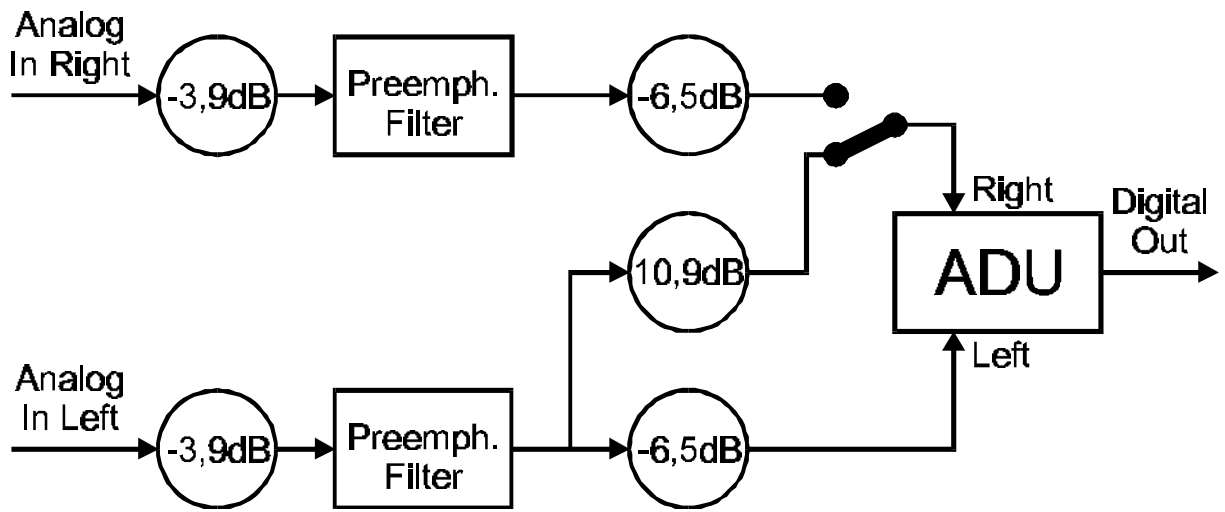 Analog
In Right
-3,9dB
Preemph.
Filter
-6,5dB
Right
Digital
Out
10,9dB
ADU
Left
Analog
In Left
-3,9dB
Preemph.
Filter
-6,5dB